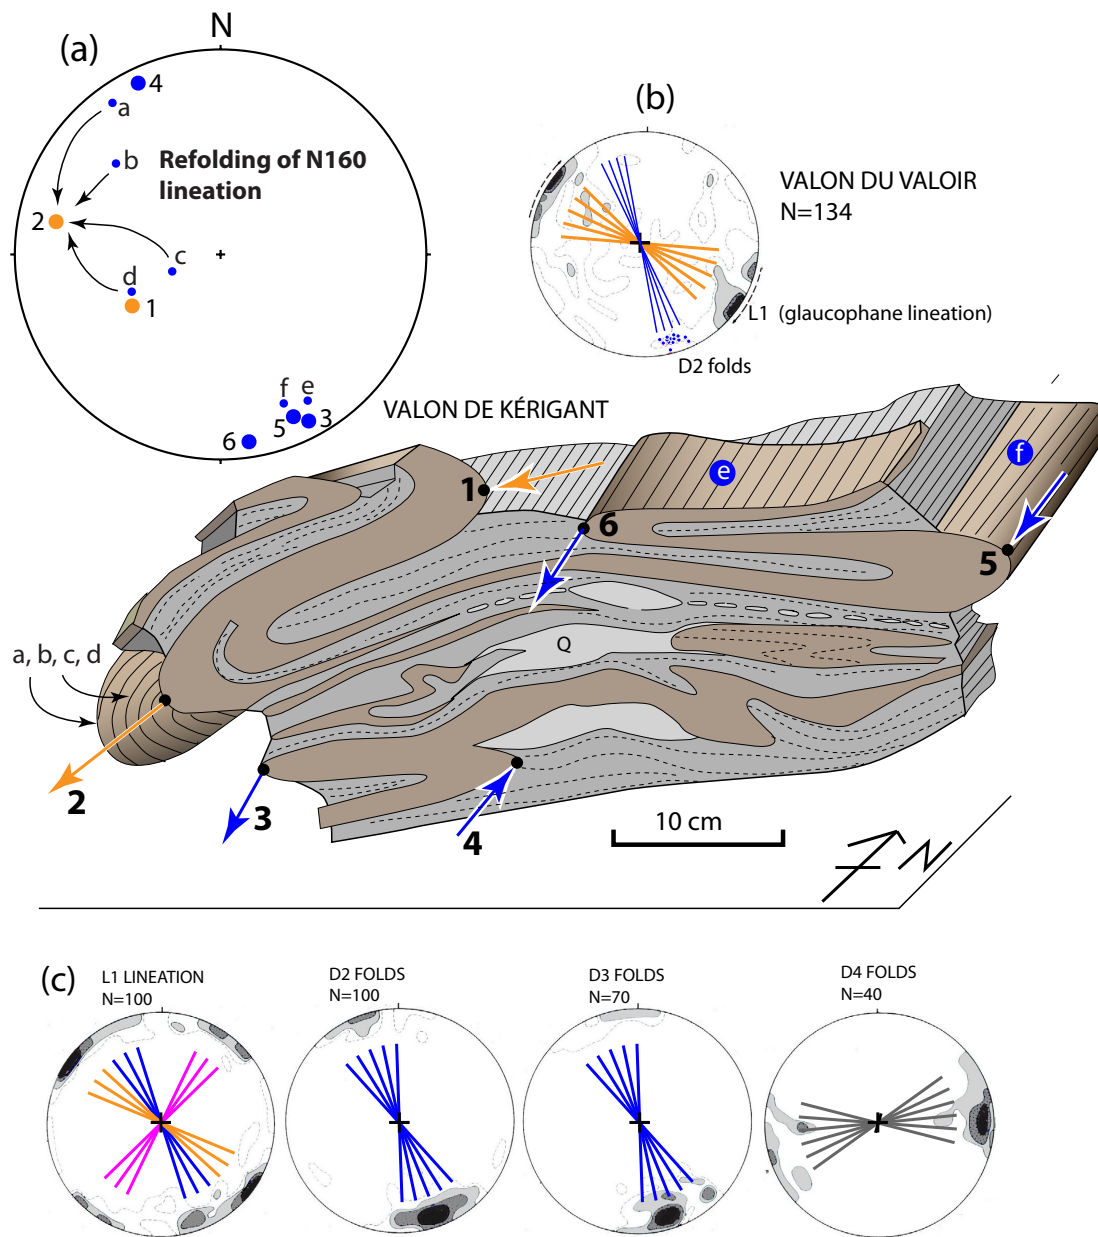 (a)
N
4
a
b
Refolding of N160
lineation
2
c
d
1
f
e
5
3
6
VALON DE KÉRIGANT
(b)
VALON DU VALOIR
N=134
L1 (glaucophane lineation)
D2 folds
e
f
1
6
5
Q
a, b, c, d
2
3
4
10 cm
N
(c)
L1 LINEATION
N=100
D2 FOLDS
N=100
D3 FOLDS
N=70
D4 FOLDS
N=40